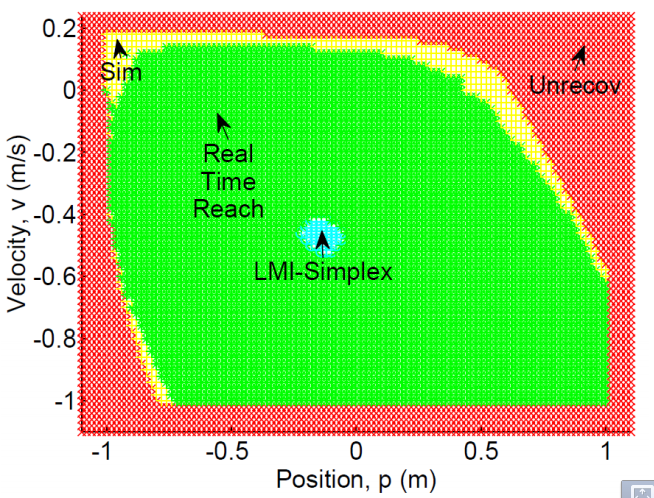 0.2
Sim
Unrecov
0
Real
Time
Reach
-0.2
-0.4
LMI-Simplex
-0.6
-0.8
-1
Velocity, v (m/s)
-1 -0.5 0 0.5 1
Position, p (m)